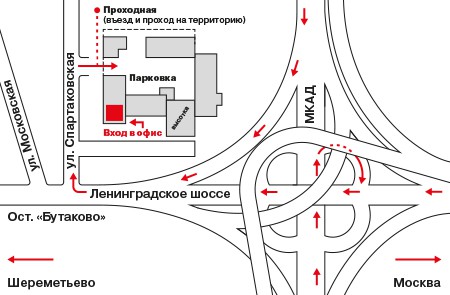 Проходная
(въезд и проход на территорию)
ул. Московская
ул. Спартаковская
Парковка
высотка
Вход в офис
МКАД
Ленинградское шоссе
Ост. «Бутаково»
Шереметьево
Москва